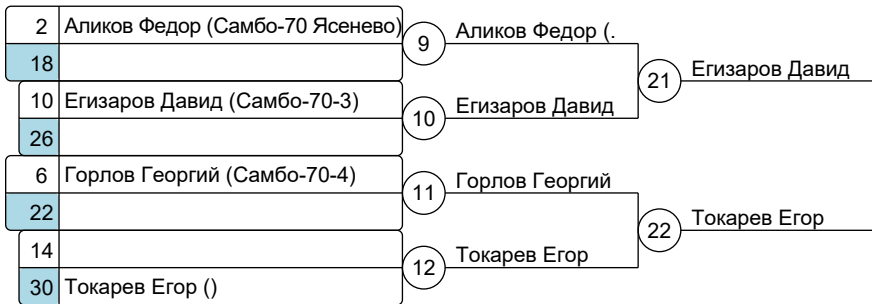 2 Аликов Федор (Самбо-70 Ясенево)
9 Аликов Федор (.
18
21 Егизаров Давид
10 Егизаров Давид (Самбо-70-3)
10 Егизаров Давид
26
6 Горлов Георгий (Самбо-70-4)
11 Горлов Георгий
22
22 Токарев Егор
14
12 Токарев Егор
30 Токарев Егор ()